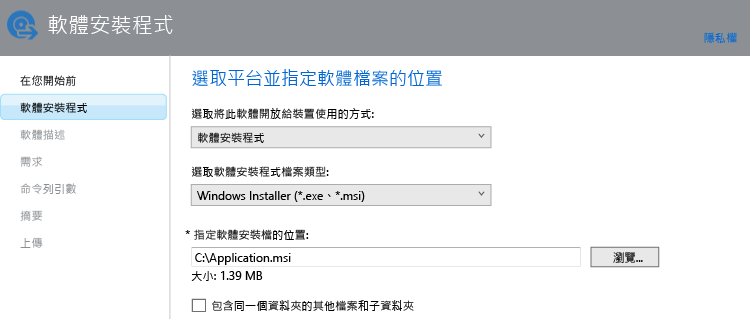 軟體安裝程式
隱私權
在您開始前
軟體安裝程式
軟體描述
需求
命令列引數
摘要
上傳
選取平台並指定軟體檔案的位置
選取將此軟體開放給裝置使用的方式:
軟體安裝程式
選取軟體安裝程式檔案類型:
Windows Installer (*.exe、*.msi)
* 指定軟體安裝檔的位置:
C:\Application.msi
瀏覽...
大小: 1.39 MB
包含同一個資料夾的其他檔案和子資料夾